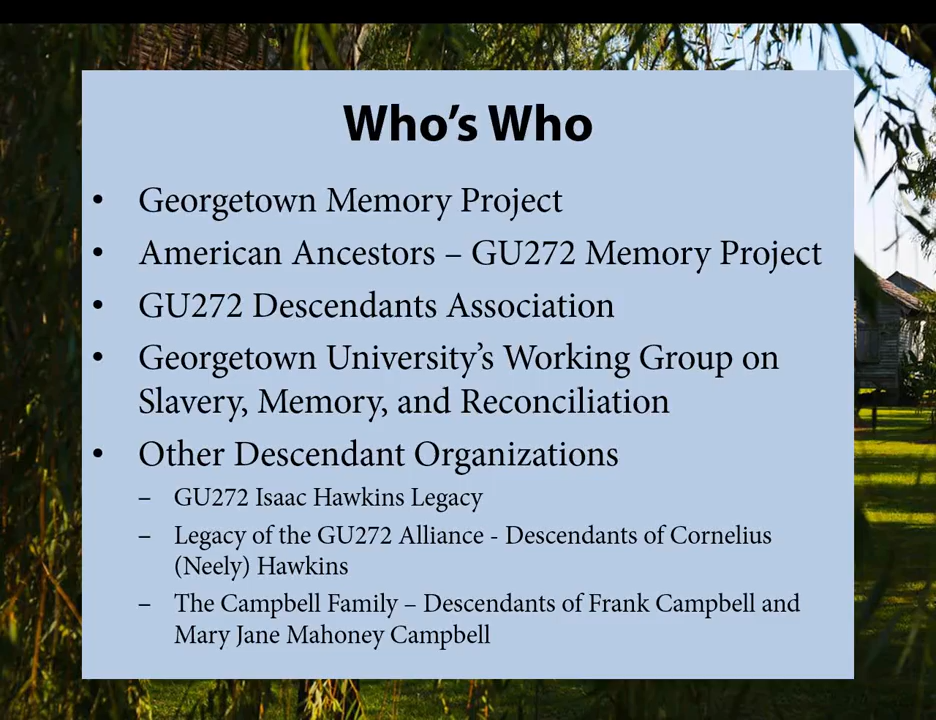 Who’s Who
• Georgetown Memory Project
• American Ancestors – GU272 Memory Project
• GU272 Descendants Association
• Georgetown University’s Working Group on
Slavery, Memory, and Reconciliation
• Other Descendant Organizations
– GU272 Isaac Hawkins Legacy
– Legacy of the GU272 Alliance - Descendants of Cornelius
(Neely) Hawkins
– The Campbell Family – Descendants of Frank Campbell and
Mary Jane Mahoney Campbell